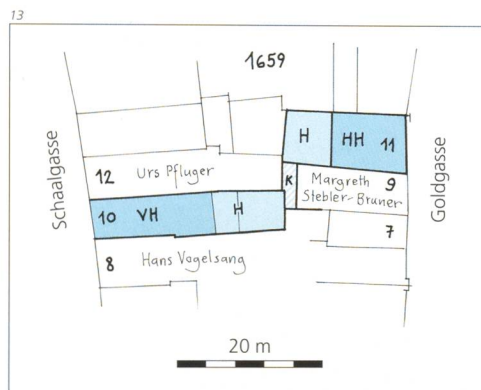 13
1659
Schaalgasse
Goldgasse
H
HH
11
12
Urs Pfluger
K
Margreth
Stebler-Bruner
9
10
VH
H
7
8
Hans Vogelsang
20 m